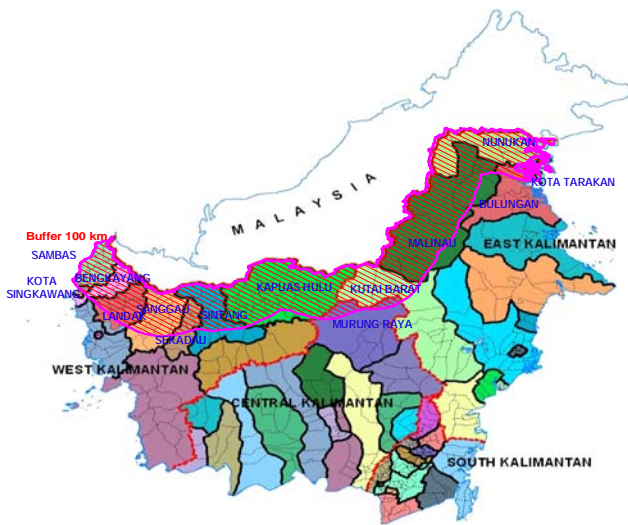 NUNUKAN
KOTA TARAKAN
MALAYSIA
BULUNGAN
Buffer 100 km
MALINAU
EAST KALIMANTAN
SAMBAS
BENGKAYANG
KOTA
SINGKAWANG
KAPUAS HULU
KUTAI BARAT
LANDAK
SANGGAU
SINTANG
MURUNG RAYA
SEKADAU
WEST KALIMANTAN
CENTRAL KALIMANTAN
SOUTH KALIMANTAN